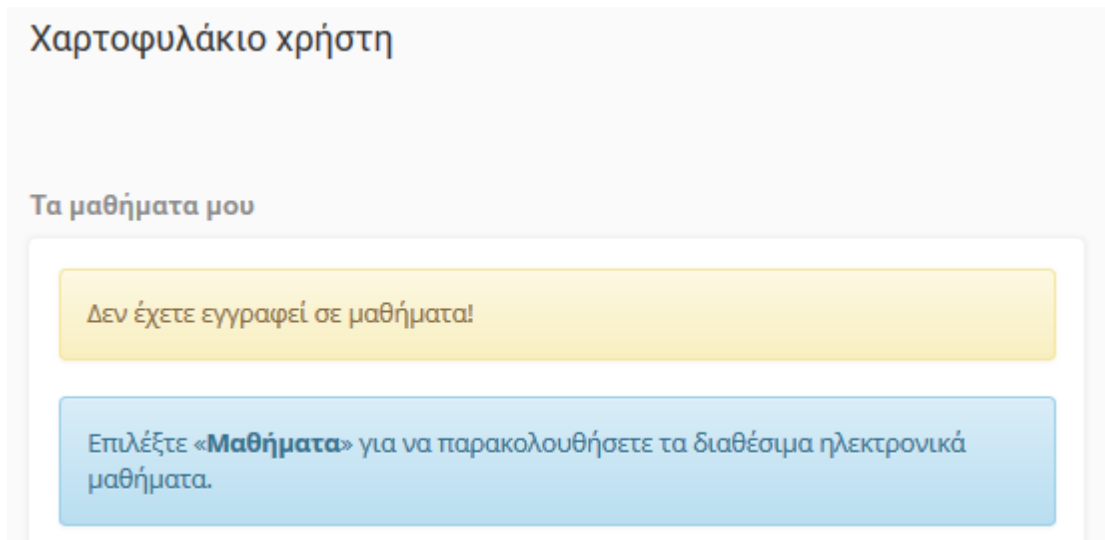 Χαρτοφυλάκιο χρήστη
Τα μαθήματα μου
Δεν έχετε εγγραφεί σε μαθήματα!
Επιλέξτε «Μαθήματα» για να παρακολουθήσετε τα διαθέσιμα ηλεκτρονικά
μαθήματα.